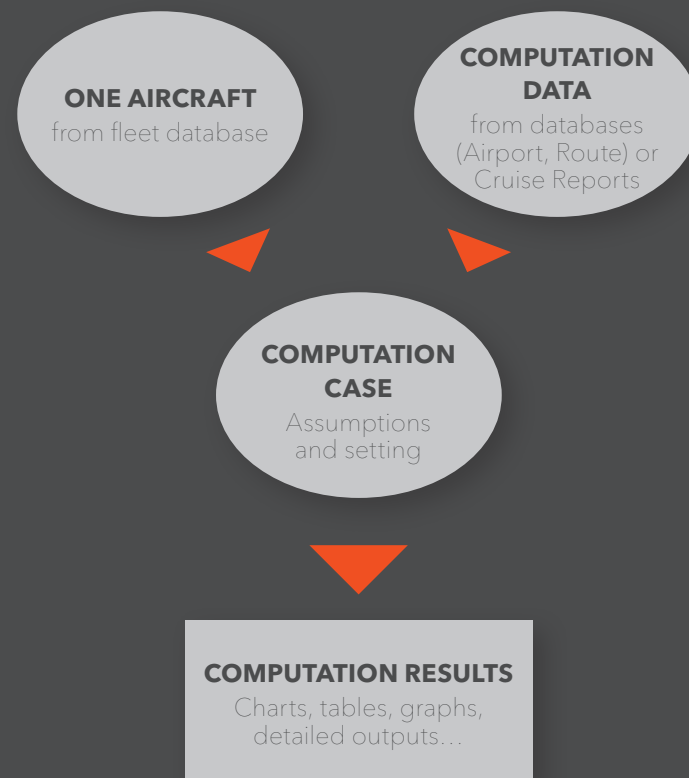 ONE AIRCRAFT
from fleet database
COMPUTATION
DATA
from databases
(Airport, Route) or
Cruise Reports
COMPUTATION
CASE
Assumptions
and setting
COMPUTATION RESULTS
Charts, tables, graphs,
detailed outputs…